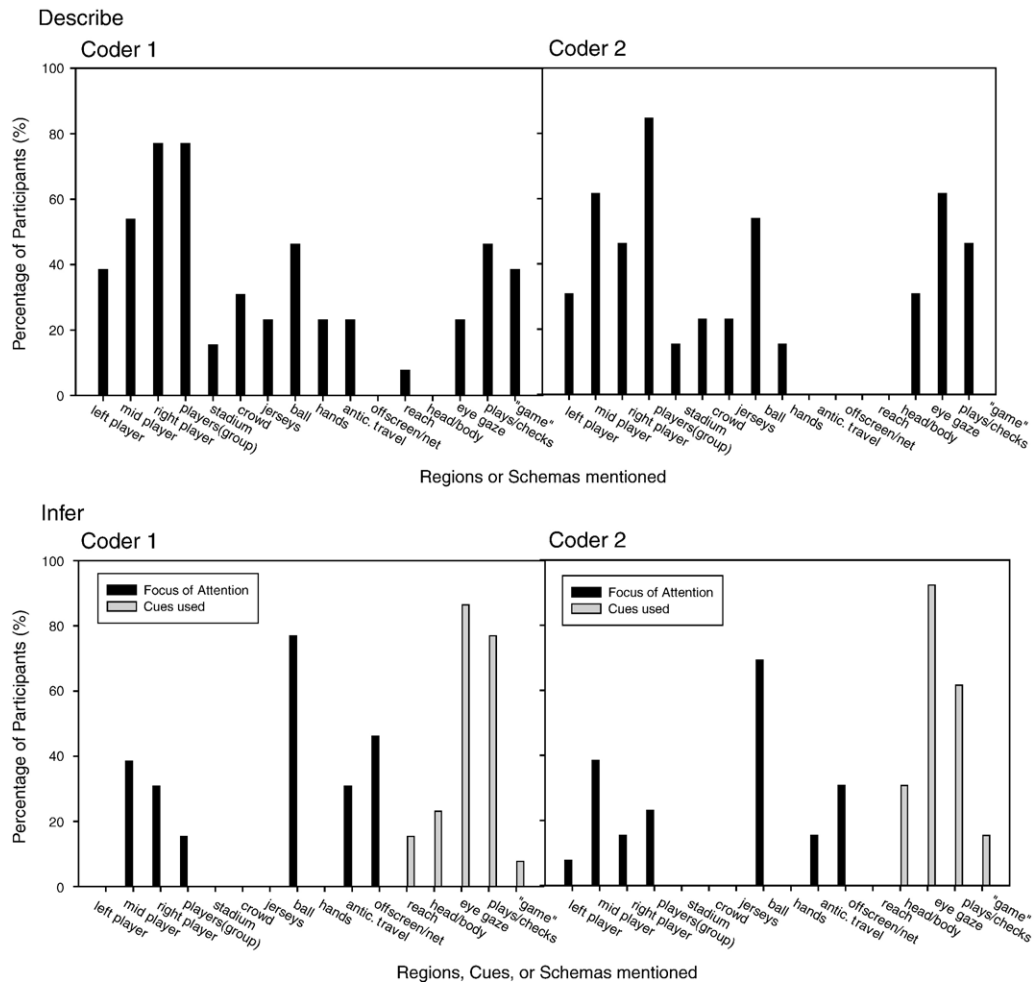 Describe
Coder 1
Coder 2
Percentage of Participants (%)
100
80
60
40
20
0
left player
mid player
right player
players(group)
stadium
crowd
jerseys
ball
hands
antic. travel
offscreen/net
reach
head/body
eye gaze
plays/checks
"game"
left player
mid player
right player
players(group)
stadium
crowd
jerseys
ball
hands
antic. travel
offscreen/net
reach
head/body
eye gaze
plays/checks
"game"
Regions or Schemas mentioned
Infer
Coder 1
Coder 2
Percentage of Participants (%)
100
80
60
40
20
0
Focus of Attention
Cues used
Focus of Attention
Cues used
left player
mid player
right player
players(group)
stadium
crowd
jerseys
ball
hands
antic. travel
offscreen/net
reach
head/body
eye gaze
plays/checks
"game"
left player
mid player
right player
players(group)
stadium
crowd
jerseys
ball
hands
antic. travel
offscreen/net
reach
head/body
eye gaze
plays/checks
"game"
Regions, Cues, or Schemas mentioned